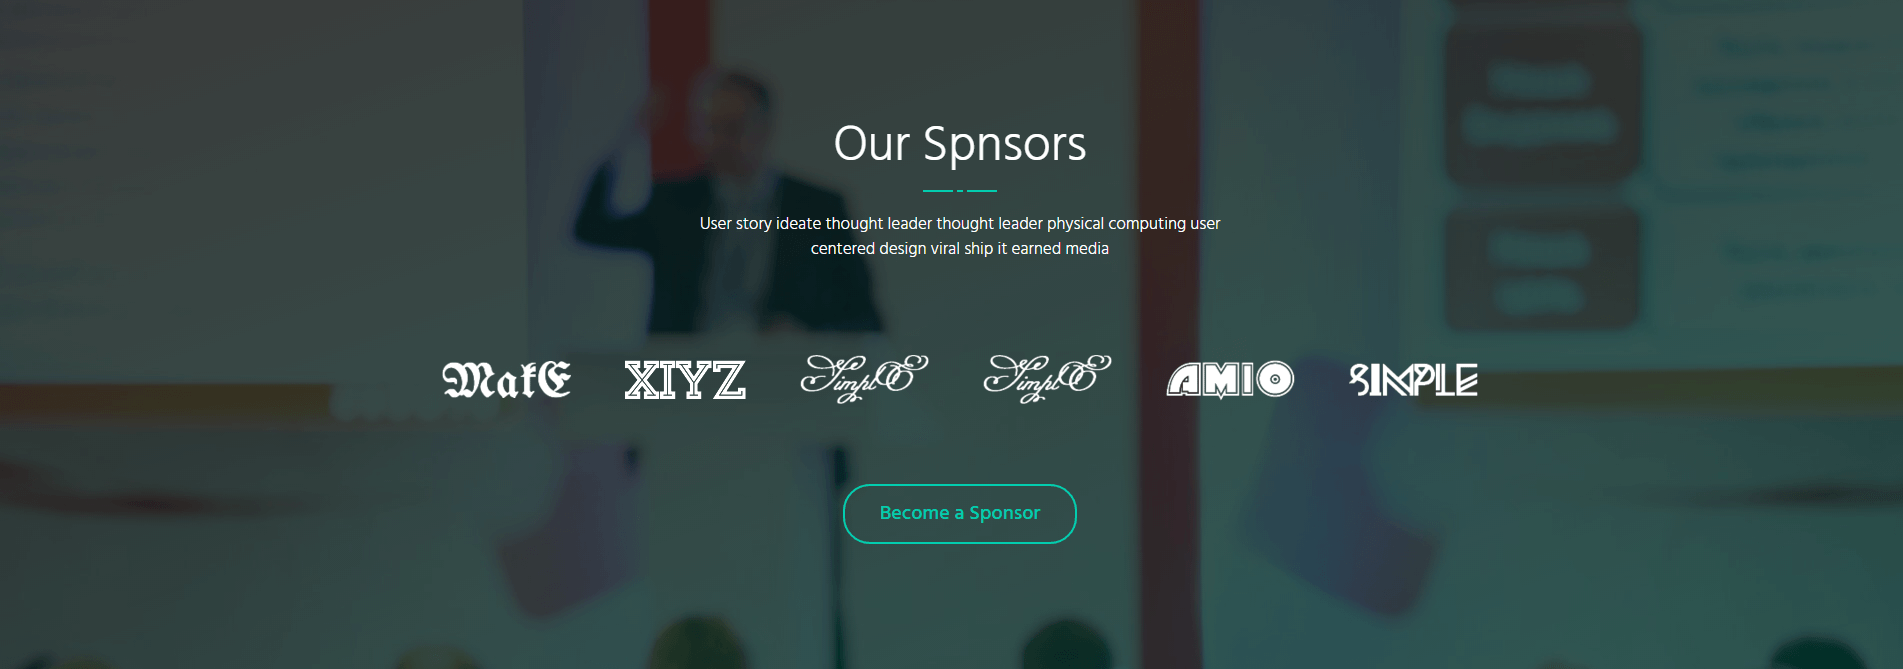 Our Spnsors
User story ideate thought leader thought leader physical computing user
centered design viral ship it earned media
MakE XIYZ SimplE SimplE AMIO SIMPLE
Become a Sponsor